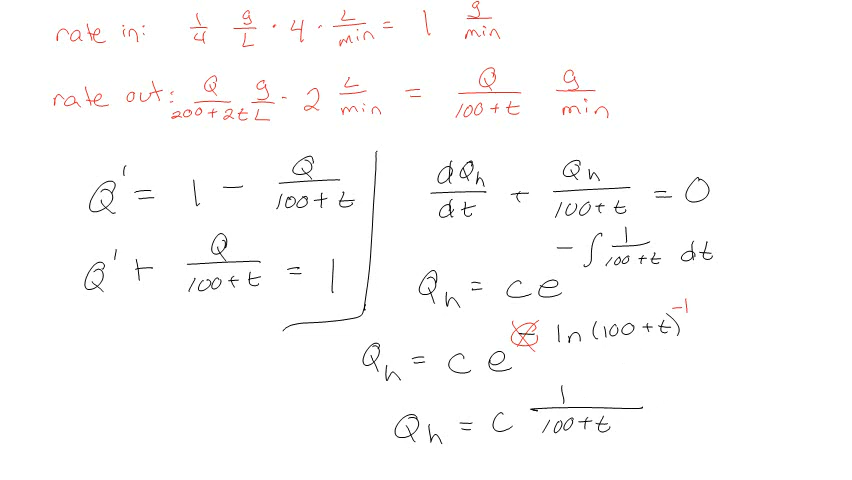 rate in: 1/4 g/L · 4 · L/min = 1 g/min
rate out: Q/(200+2t) g/L · 2 L/min = Q/(100+t) g/min
Q' = 1 - Q/(100+t)
Q' + Q/(100+t) = 1
dQh/dt + Qh/(100+t) = 0
Qh = ce^(-∫ 1/(100+t) dt)
Qh = ce^(ln(100+t)^-1)
Qh = c 1/(100+t)